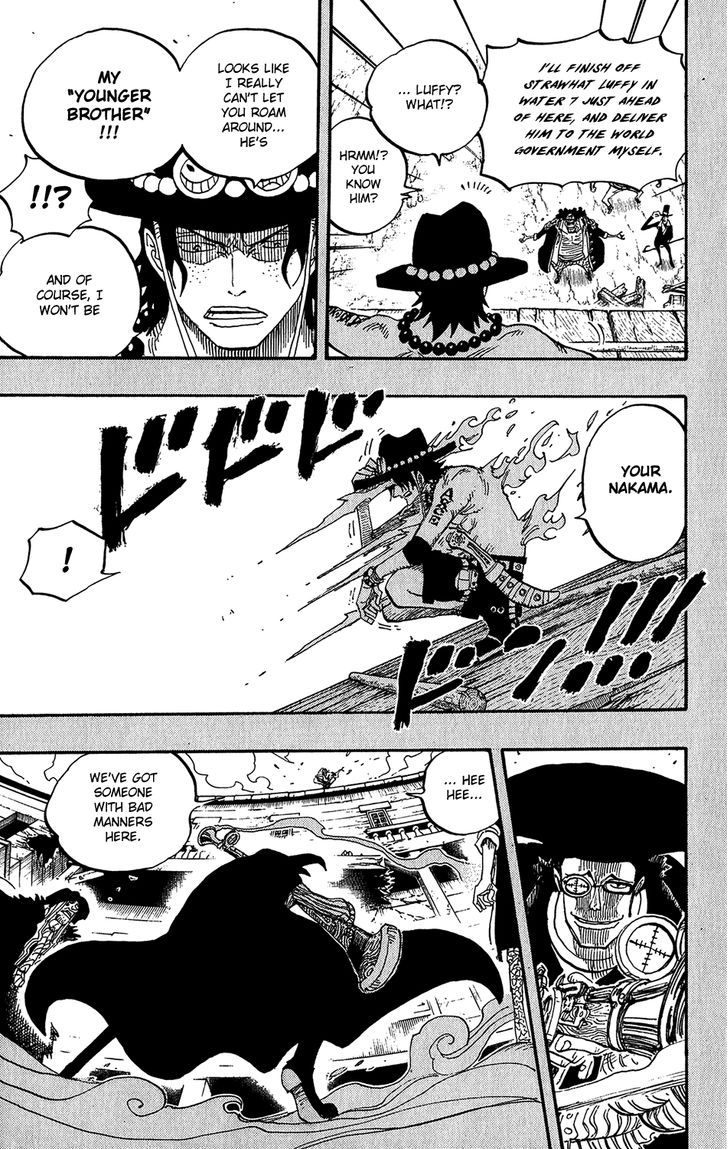 I'LL FINISH OFF
STRAWHAT LUFFY IN
WATER 7 JUST AHEAD
OF HERE, AND DELIVER
HIM TO THE WORLD
GOVERNMENT MYSELF.
... LUFFY?
WHAT!?
HRMM!?
YOU
KNOW
HIM?
LOOKS LIKE
I REALLY
CAN'T LET
YOU ROAM
AROUND...
HE'S
MY
"YOUNGER
BROTHER"
!!!
!!?
AND OF
COURSE, I
WON'T BE
YOUR
NAKAMA.
ドドド
!
ドン!!!
... HEE
HEE...
WE'VE GOT
SOMEONE
WITH BAD
MANNERS
HERE.